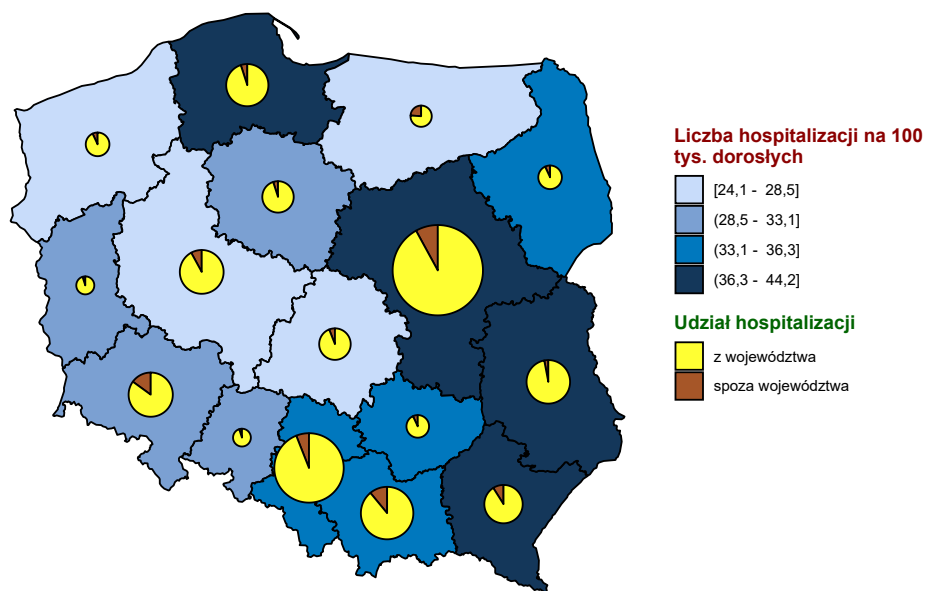 Liczba hospitalizacji na 100
tys. dorosłych
[24,1 - 28,5]
(28,5 - 33,1]
(33,1 - 36,3]
(36,3 - 44,2]
Udział hospitalizacji
z województwa
spoza województwa